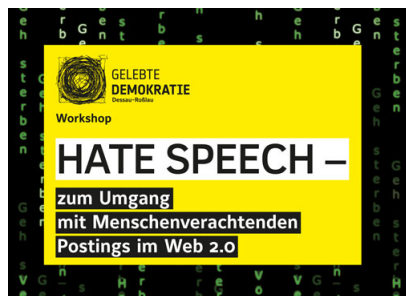 GELEBTE
DEMOKRATIE
Dessau-Roßlau
Workshop
HATE SPEECH –
zum Umgang
mit Menschenverachtenden
Postings im Web 2.0